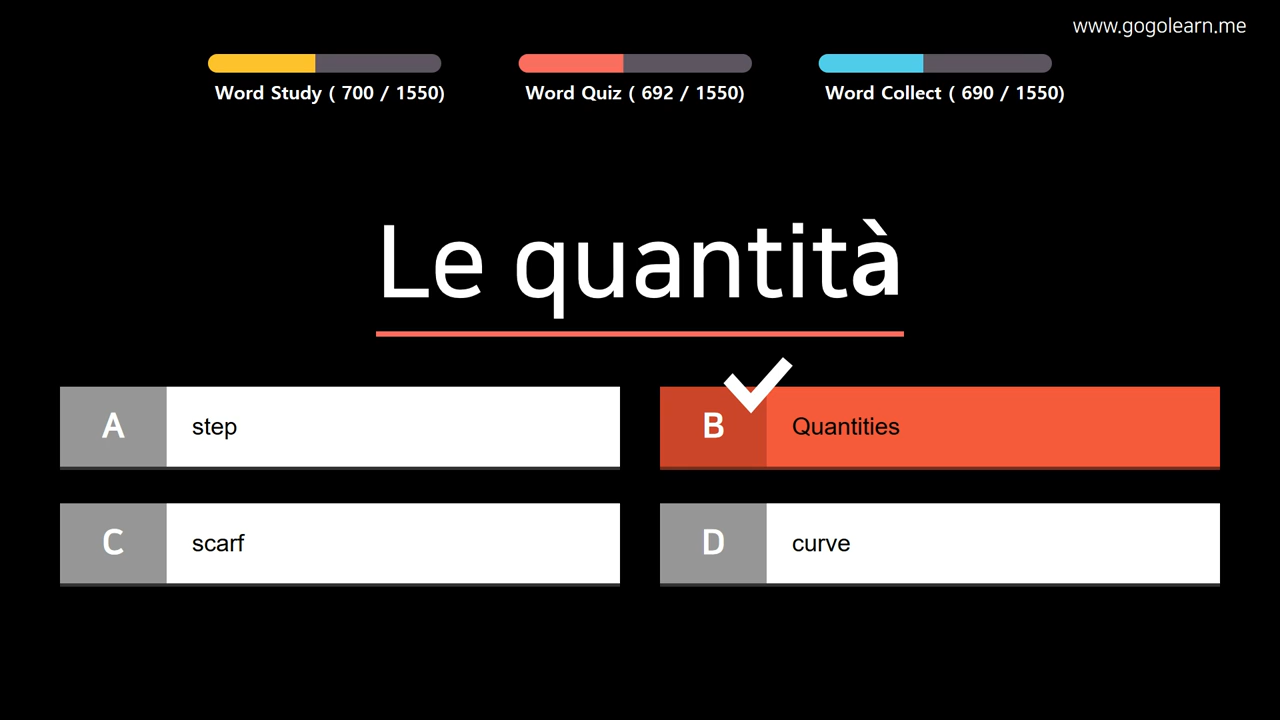 www.gogolearn.me
Word Study ( 700 / 1550)
Word Quiz ( 692 / 1550)
Word Collect ( 690 / 1550)
Le quantità
A
step
B
Quantities
C
scarf
D
curve